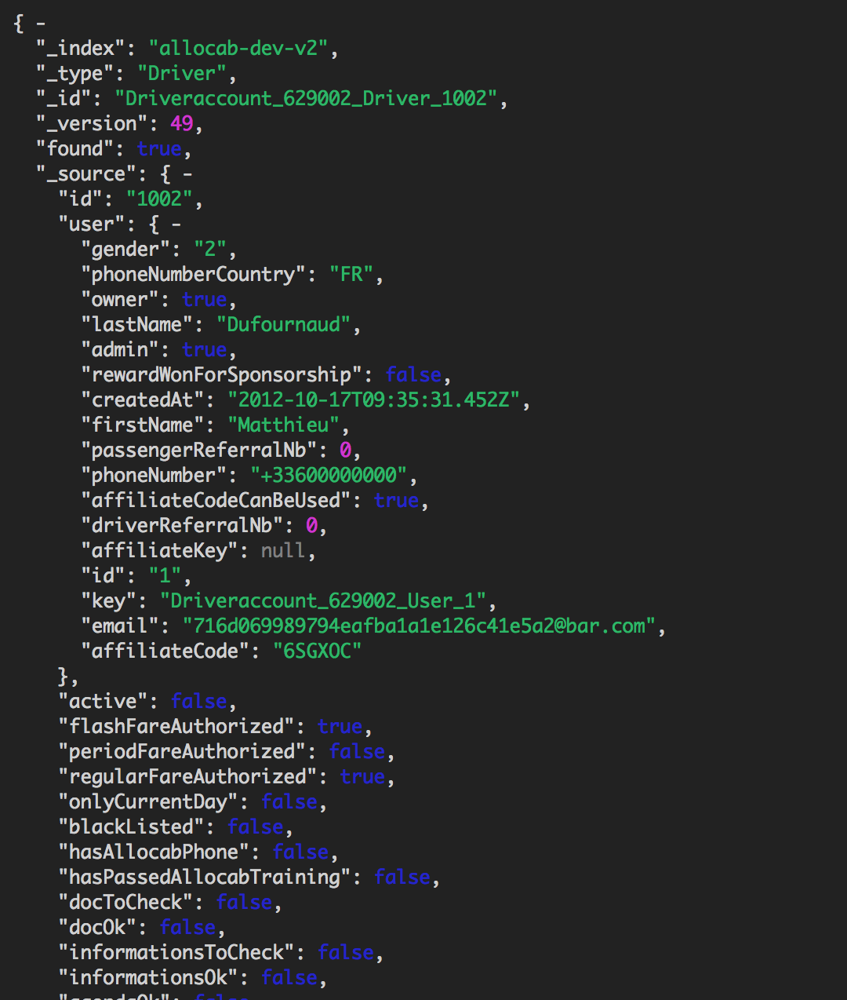 { -
"_index": "allocab-dev-v2",
"_type": "Driver",
"_id": "Driveraccount_629002_Driver_1002",
"_version": 49,
"found": true,
"_source": { -
"id": "1002",
"user": { -
"gender": "2",
"phoneNumberCountry": "FR",
"owner": true,
"lastName": "Dufournaud",
"admin": true,
"rewardWonForSponsorship": false,
"createdAt": "2012-10-17T09:35:31.452Z",
"firstName": "Matthieu",
"passengerReferralNb": 0,
"phoneNumber": "+33600000000",
"affiliateCodeCanBeUsed": true,
"driverReferralNb": 0,
"affiliateKey": null,
"id": "1",
"key": "Driveraccount_629002_User_1",
"email": "716d069989794eafba1a1e126c41e5a2@bar.com",
"affiliateCode": "6SGXOC"
},
"active": false,
"flashFareAuthorized": true,
"periodFareAuthorized": false,
"regularFareAuthorized": true,
"onlyCurrentDay": false,
"blackListed": false,
"hasAllocabPhone": false,
"hasPassedAllocabTraining": false,
"docToCheck": false,
"docOk": false,
"informationsToCheck": false,
"informationsOk": false,